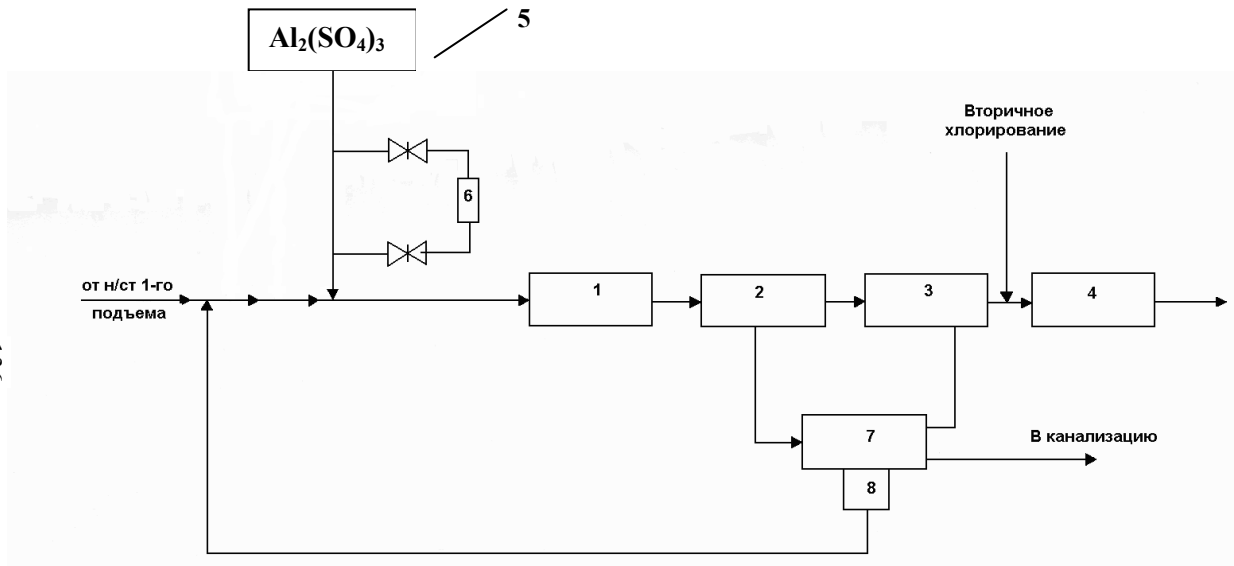 Al₂(SO₄)₃
5
Вторичное
хлорирование
6
от н/ст 1-го
подъема
1
2
3
4
7
В канализацию
8